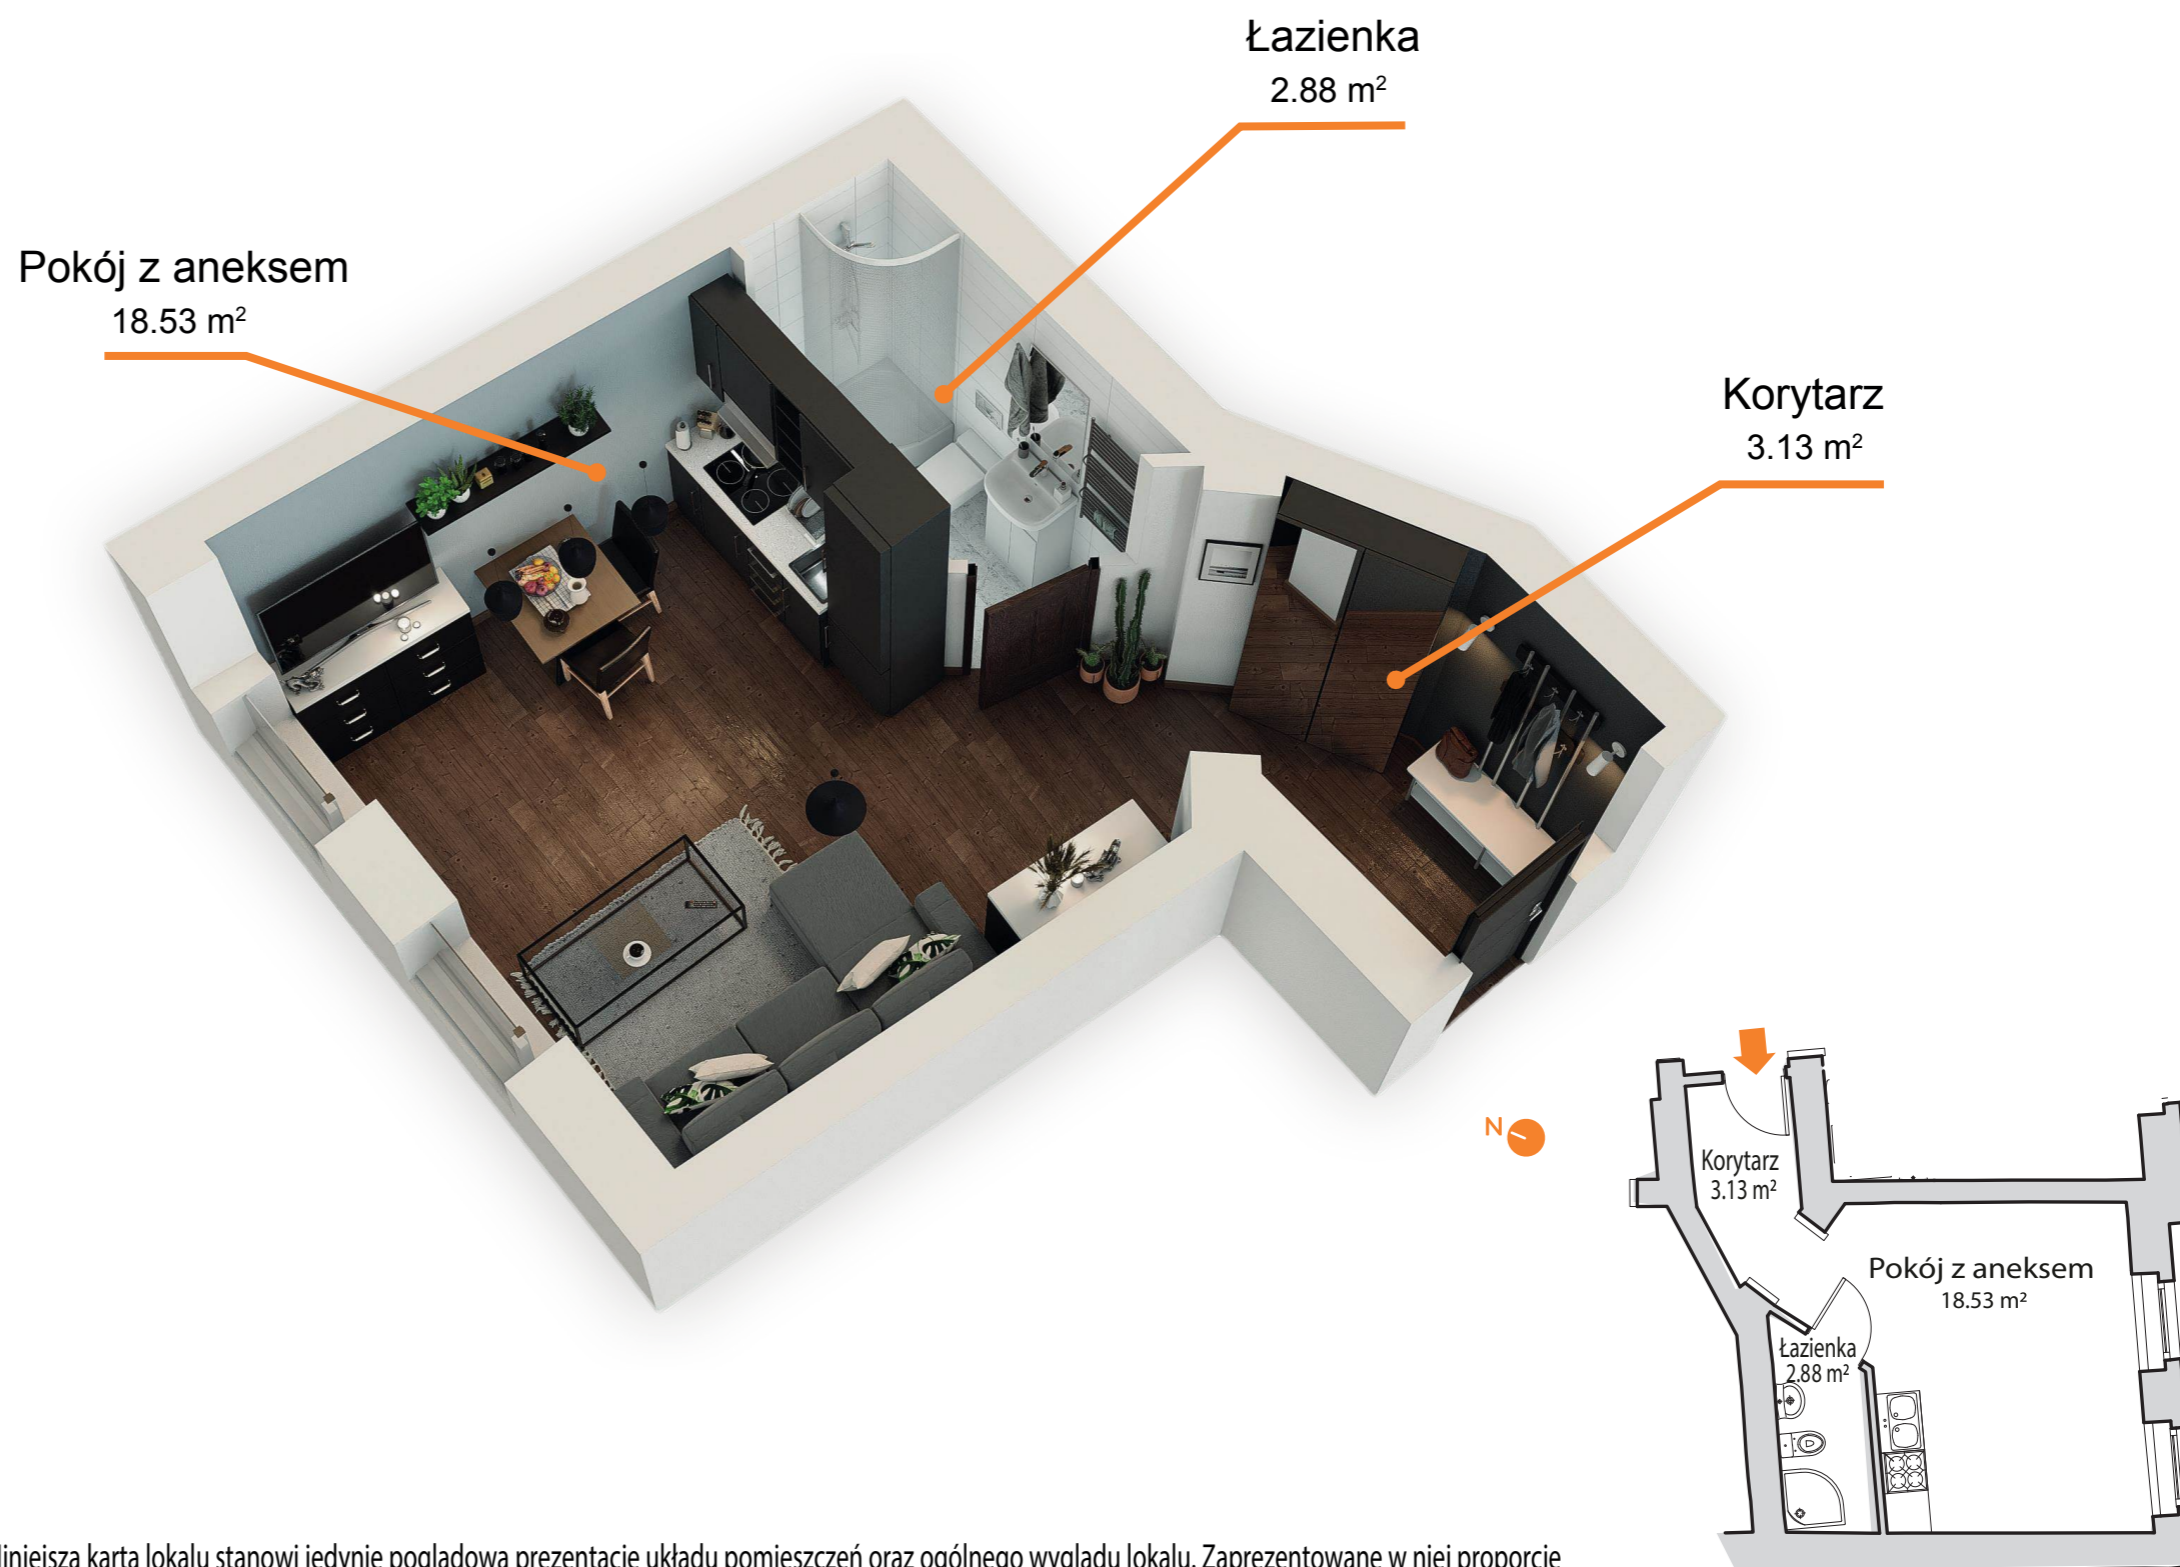 Łazienka
2.88 m²
Pokój z aneksem
18.53 m²
Korytarz
3.13 m²
N
Korytarz
3.13 m²
Pokój z aneksem
18.53 m²
Łazienka
2.88 m²
karta lokalu stanowi jedynie poglądową prezentację układu pomieszczeń oraz ogólnego wyglądu lokalu. Zaprezentowane w niej proporcje